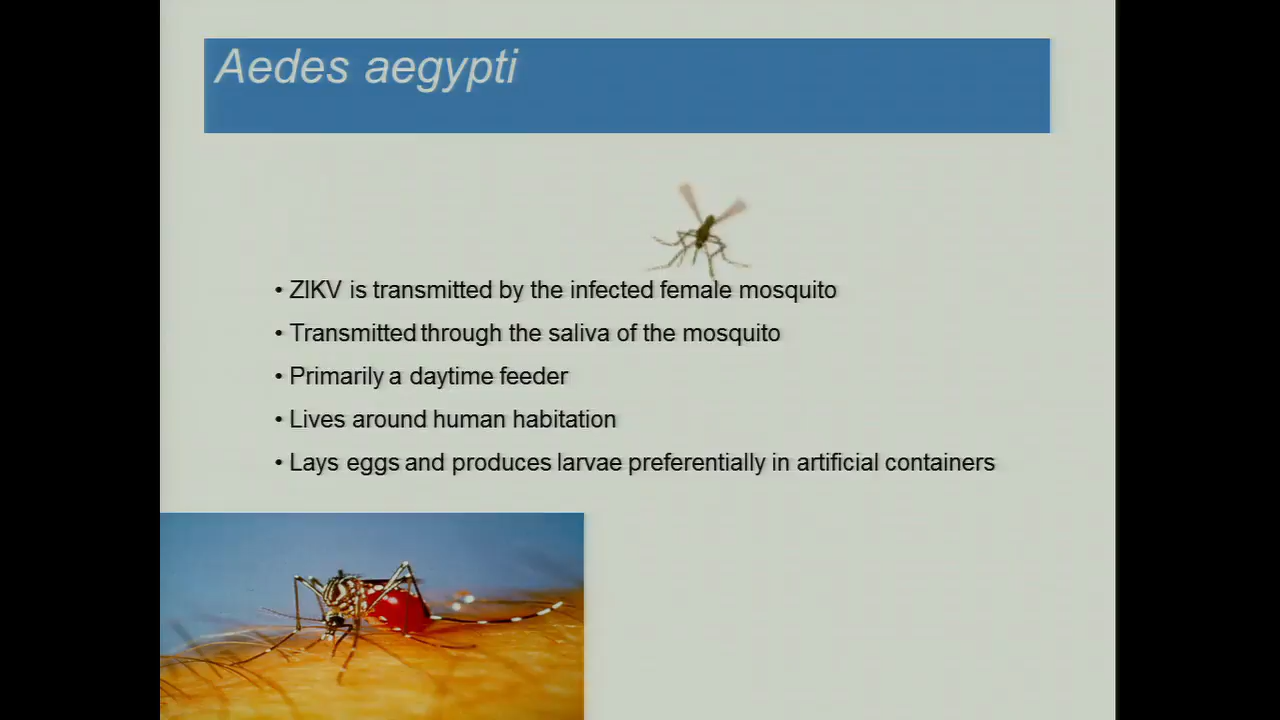 Aedes aegypti
• ZIKV is transmitted by the infected female mosquito
• Transmitted through the saliva of the mosquito
• Primarily a daytime feeder
• Lives around human habitation
• Lays eggs and produces larvae preferentially in artificial containers